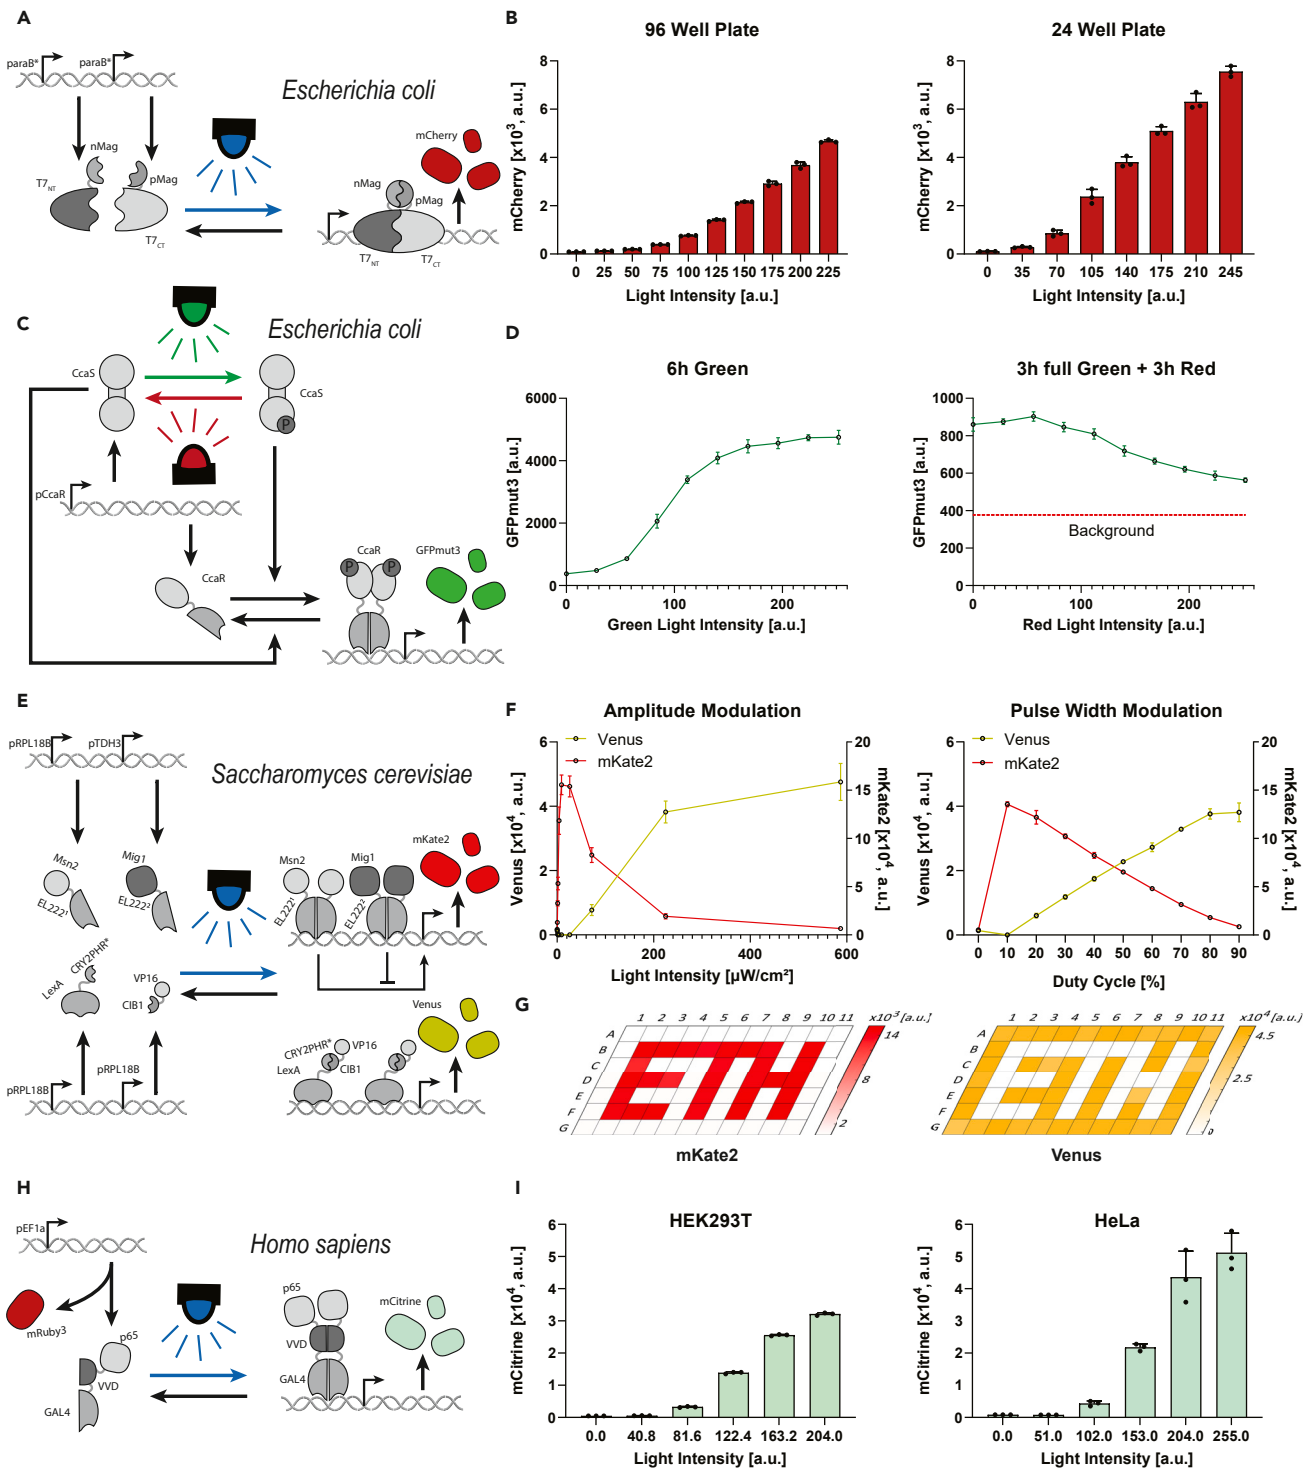 A
paraB*
paraB*
Escherichia coli
nMag
pMag
T7NT
T7CT
mCherry
nMag
pMag
T7NT
T7CT
B
96 Well Plate
mCherry [x10³, a.u.]
8
6
4
2
0
0 25 50 75 100 125 150 175 200 225
Light Intensity [a.u.]
24 Well Plate
mCherry [x10³, a.u.]
8
6
4
2
0
0 35 70 105 140 175 210 245
Light Intensity [a.u.]
C
Escherichia coli
CcaS
CcaS
P
pCcaR
CcaR
CcaR
P P
GFPmut3
D
6h Green
GFPmut3 [a.u.]
6000
4000
2000
0
0 100 200
Green Light Intensity [a.u.]
3h full Green + 3h Red
GFPmut3 [a.u.]
1000
800
600
400
200
0
Background
0 100 200
Red Light Intensity [a.u.]
E
pRPL18B
pTDH3
Saccharomyces cerevisiae
Msn2
EL222¹
Mig1
EL222²
Msn2
Mig1
EL222¹
EL222²
mKate2
CRY2PHR*
LexA
VP16
CIB1
pRPL18B
pRPL18B
Venus
CRY2PHR*
VP16
LexA
CIB1
F
Amplitude Modulation
Venus
mKate2
Venus [x10⁴, a.u.]
6
4
2
0
20
15
10
5
0
mKate2 [x10⁴, a.u.]
0 200 400 600
Light Intensity [µW/cm²]
Pulse Width Modulation
Venus
mKate2
Venus [x10⁴, a.u.]
6
4
2
0
20
15
10
5
0
mKate2 [x10⁴, a.u.]
0 10 20 30 40 50 60 70 80 90
Duty Cycle [%]
G
1 2 3 4 5 6 7 8 9 10 11
A
B
C
D
E
F
G
x10³ [a.u.]
14
8
2
mKate2
1 2 3 4 5 6 7 8 9 10 11
A
B
C
D
E
F
G
x10⁴ [a.u.]
4.5
2.5
Venus
H
pEF1a
Homo sapiens
mRuby3
p65
VVD
GAL4
p65
VVD
GAL4
mCitrine
I
HEK293T
mCitrine [x10⁴, a.u.]
6
5
4
3
2
1
0
0.0 40.8 81.6 122.4 163.2 204.0
Light Intensity [a.u.]
HeLa
mCitrine [x10⁴, a.u.]
6
5
4
3
2
1
0
0.0 51.0 102.0 153.0 204.0 255.0
Light Intensity [a.u.]